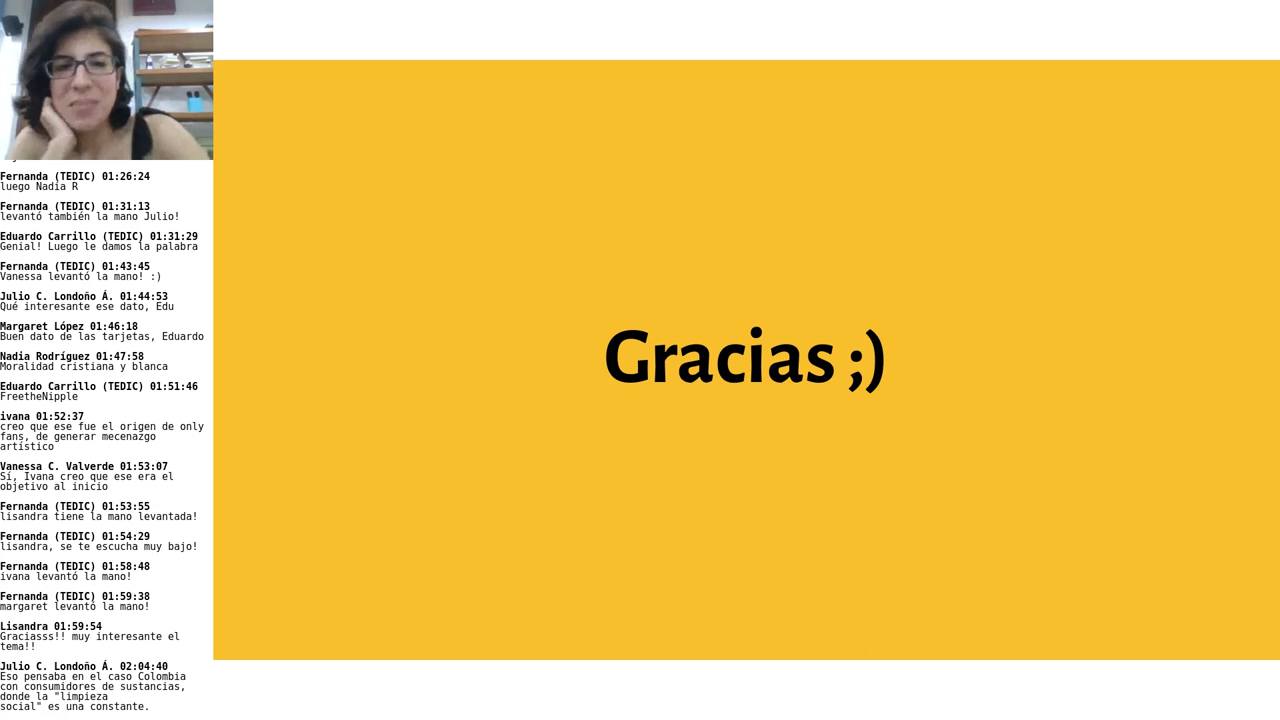 Fernanda (TEDIC) 01:26:24
luego Nadia R
Fernanda (TEDIC) 01:31:13
levantó también la mano Julio!
Eduardo Carrillo (TEDIC) 01:31:29
Genial! Luego le damos la palabra
Fernanda (TEDIC) 01:43:45
Vanessa levantó la mano! :)
Julio C. Londoño Á. 01:44:53
Qué interesante ese dato, Edu
Margaret López 01:46:18
Buen dato de las tarjetas, Eduardo
Nadia Rodríguez 01:47:58
Moralidad cristiana y blanca
Eduardo Carrillo (TEDIC) 01:51:46
FreetheNipple
ivana 01:52:37
creo que ese fue el origen de only
fans, de generar mecenazgo
artístico
Vanessa C. Valverde 01:53:07
Sí, Ivana creo que ese era el
objetivo al inicio
Fernanda (TEDIC) 01:53:55
lisandra tiene la mano levantada!
Fernanda (TEDIC) 01:54:29
lisandra, se te escucha muy bajo!
Fernanda (TEDIC) 01:58:48
ivana levantó la mano!
Fernanda (TEDIC) 01:59:38
margaret levantó la mano!
Lisandra 01:59:54
Graciasss!! muy interesante el
tema!!
Julio C. Londoño Á. 02:04:40
Eso pensaba en el caso Colombia
con consumidores de sustancias,
donde la "limpieza
social" es una constante.
Gracias ;)